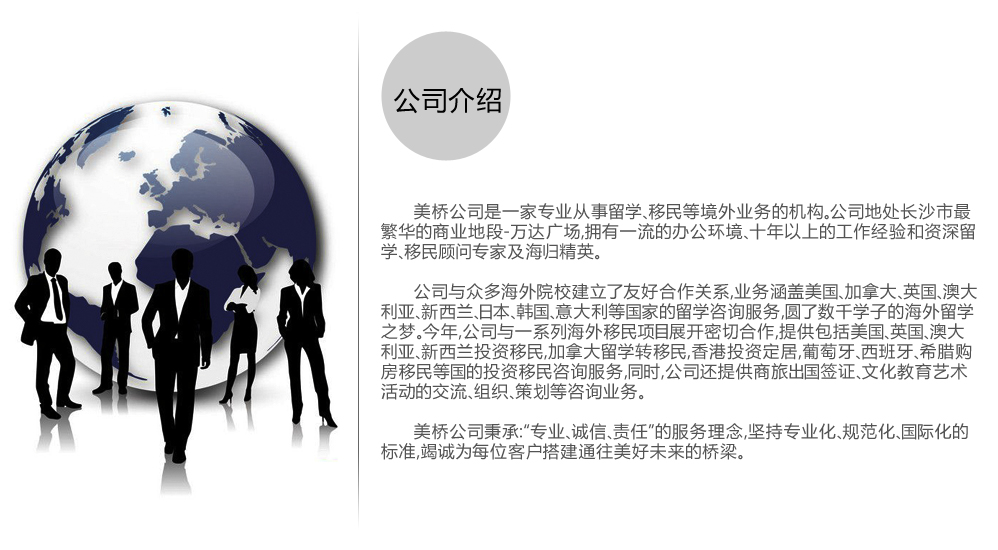 公司介绍
美桥公司是一家专业从事留学、移民等境外业务的机构。公司地处长沙市最
繁华的商业地段-万达广场,拥有一流的办公环境、十年以上的工作经验和资深留
学、移民顾问专家及海归精英。
公司与众多海外院校建立了友好合作关系,业务涵盖美国、加拿大、英国、澳大
利亚、新西兰、日本、韩国、意大利等国家的留学咨询服务,圆了数千学子的海外留学
之梦。今年,公司与一系列海外移民项目展开密切合作,提供包括美国、英国、澳大
利亚、新西兰投资移民,加拿大留学转移民,香港投资定居,葡萄牙、西班牙、希腊购
房移民等国的投资移民咨询服务,同时,公司还提供商旅出国签证、文化教育艺术
活动的交流、组织、策划等咨询业务。
美桥公司秉承:“专业、诚信、责任”的服务理念,坚持专业化、规范化、国际化的
标准,竭诚为每位客户搭建通往美好未来的桥梁。